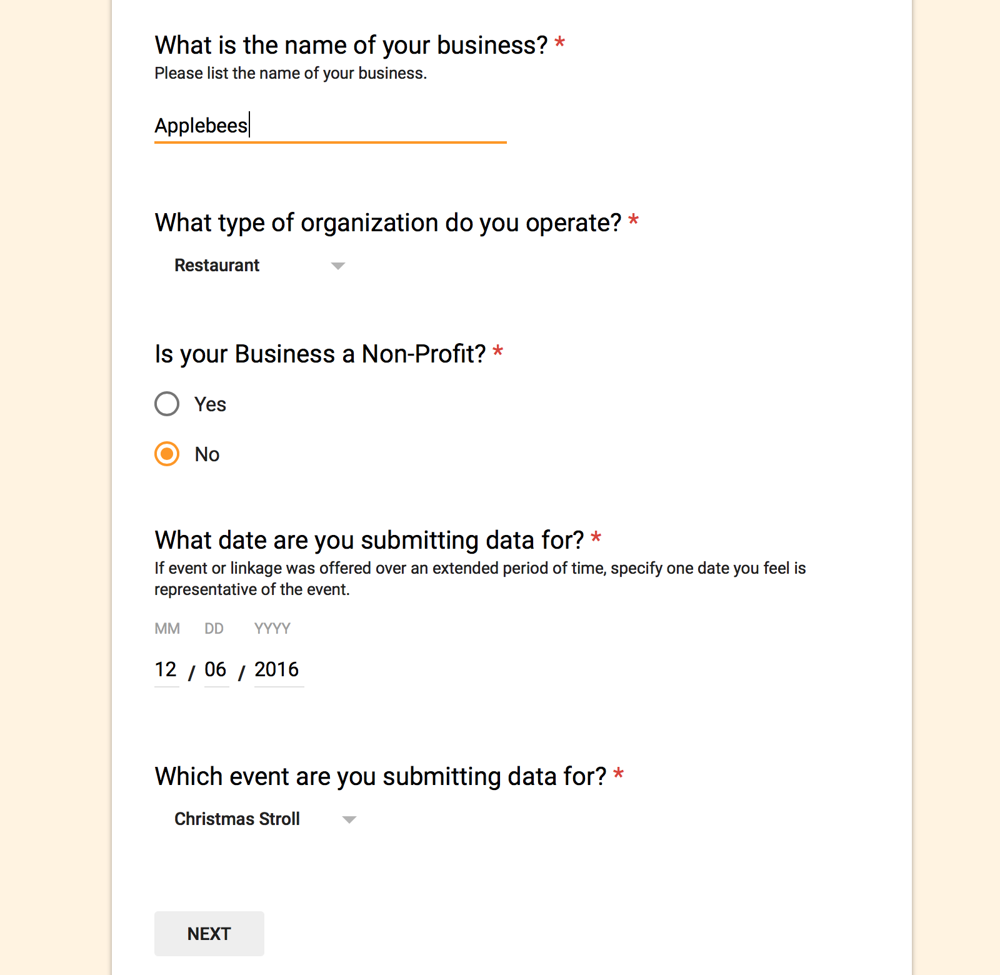 What is the name of your business? *
Please list the name of your business.
Applebees
What type of organization do you operate? *
Restaurant
Is your Business a Non-Profit? *
Yes
No
What date are you submitting data for? *
If event or linkage was offered over an extended period of time, specify one date you feel is
representative of the event.
MM DD YYYY
12 / 06 / 2016
Which event are you submitting data for? *
Christmas Stroll
NEXT